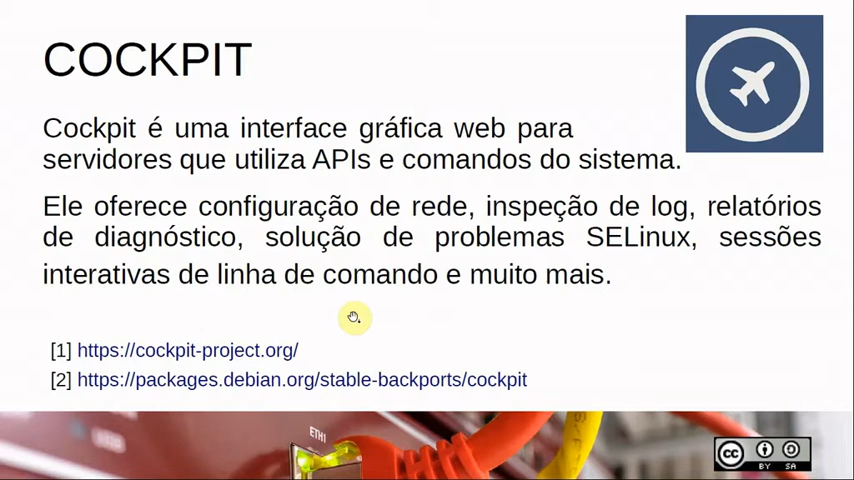 COCKPIT
Cockpit é uma interface gráfica web para
servidores que utiliza APIs e comandos do sistema.
Ele oferece configuração de rede, inspeção de log, relatórios
de diagnóstico, solução de problemas SELinux, sessões
interativas de linha de comando e muito mais.
[1] https://cockpit-project.org/
[2] https://packages.debian.org/stable-backports/cockpit
ETH1
cc
BY SA